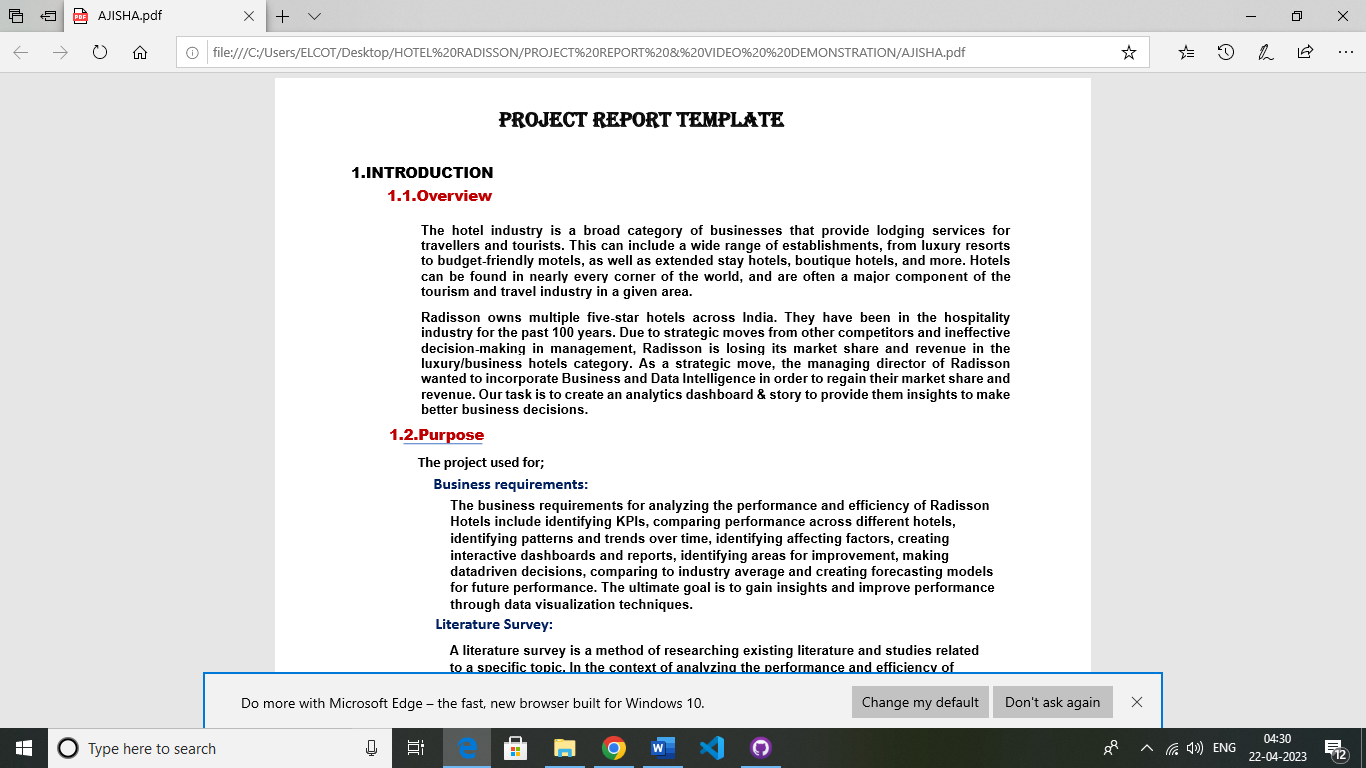 AJISHA.pdf
file:///C:/Users/ELCOT/Desktop/HOTEL%20RADISSON/PROJECT%20REPORT%20&%20VIDEO%20%20DEMONSTRATION/AJISHA.pdf
PROJECT REPORT TEMPLATE
1.INTRODUCTION
1.1.Overview
The hotel industry is a broad category of businesses that provide lodging services for
travellers and tourists. This can include a wide range of establishments, from luxury resorts
to budget-friendly motels, as well as extended stay hotels, boutique hotels, and more. Hotels
can be found in nearly every corner of the world, and are often a major component of the
tourism and travel industry in a given area.
Radisson owns multiple five-star hotels across India. They have been in the hospitality
industry for the past 100 years. Due to strategic moves from other competitors and ineffective
decision-making in management, Radisson is losing its market share and revenue in the
luxury/business hotels category. As a strategic move, the managing director of Radisson
wanted to incorporate Business and Data Intelligence in order to regain their market share and
revenue. Our task is to create an analytics dashboard & story to provide them insights to make
better business decisions.
1.2.Purpose
The project used for;
Business requirements:
The business requirements for analyzing the performance and efficiency of Radisson
Hotels include identifying KPIs, comparing performance across different hotels,
identifying patterns and trends over time, identifying affecting factors, creating
interactive dashboards and reports, identifying areas for improvement, making
datadriven decisions, comparing to industry average and creating forecasting models
for future performance. The ultimate goal is to gain insights and improve performance
through data visualization techniques.
Literature Survey:
A literature survey is a method of researching existing literature and studies related
to a specific topic. In the context of analyzing the performance and efficiency of
Do more with Microsoft Edge – the fast, new browser built for Windows 10.
Change my default
Don't ask again
Type here to search
ENG
04:30
22-04-2023
12